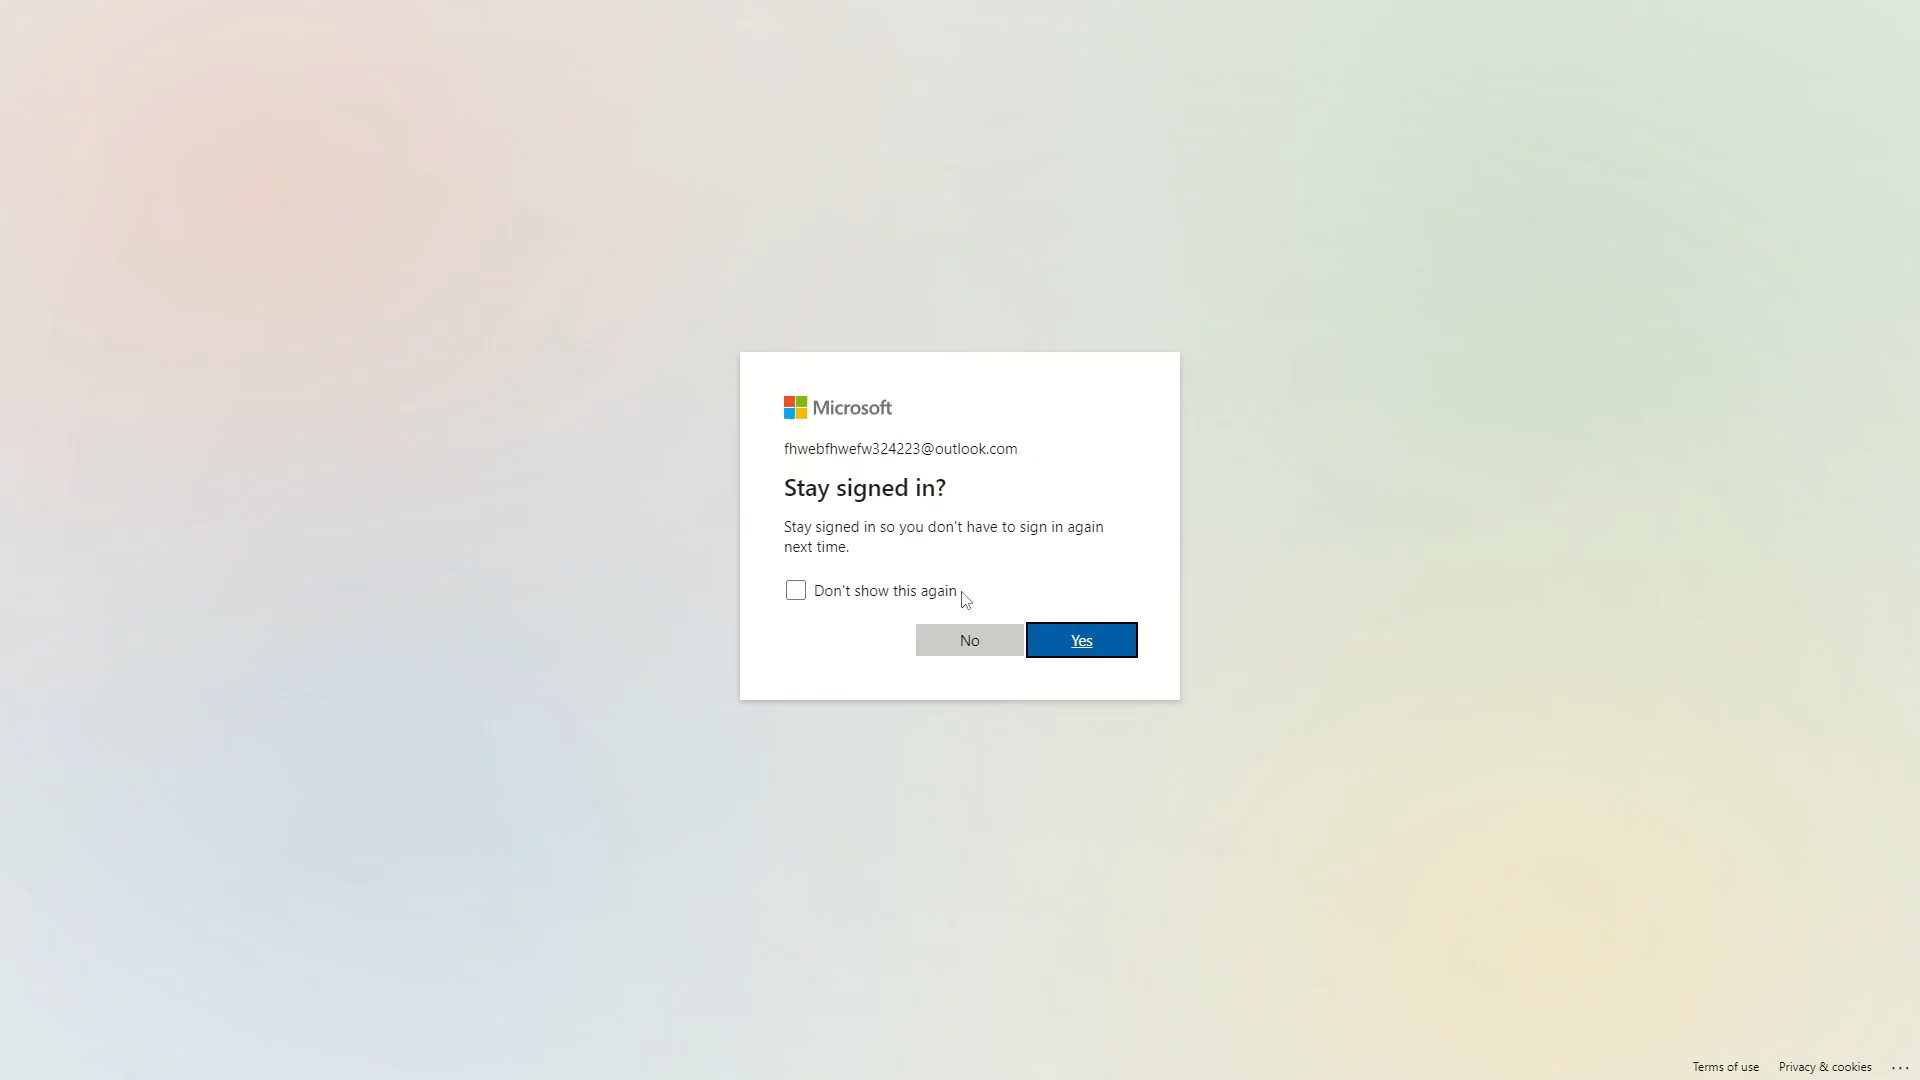 Microsoft
fhwebfhwefw324223@outlook.com
Stay signed in?
Stay signed in so you don't have to sign in again
next time.
Don't show this again
No
Yes
Terms of use
Privacy & cookies
...